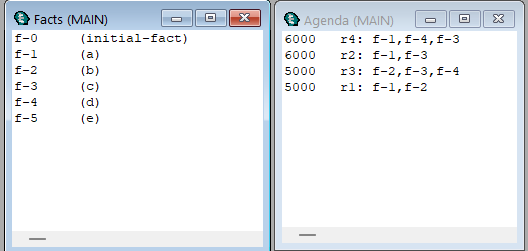 Facts (MAIN)
f-0 (initial-fact)
f-1 (a)
f-2 (b)
f-3 (c)
f-4 (d)
f-5 (e)
Agenda (MAIN)
6000 r4: f-1,f-4,f-3
6000 r2: f-1,f-3
5000 r3: f-2,f-3,f-4
5000 r1: f-1,f-2